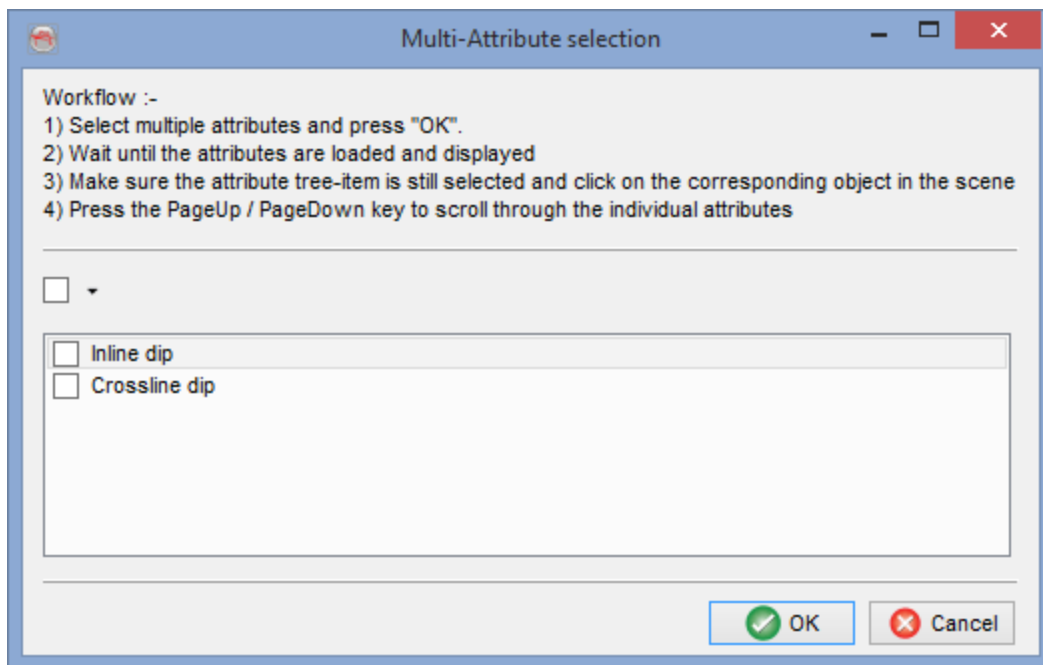 Multi-Attribute selection
Workflow :-
1) Select multiple attributes and press "OK".
2) Wait until the attributes are loaded and displayed
3) Make sure the attribute tree-item is still selected and click on the corresponding object in the scene
4) Press the PageUp / PageDown key to scroll through the individual attributes
Inline dip
Crossline dip
OK Cancel